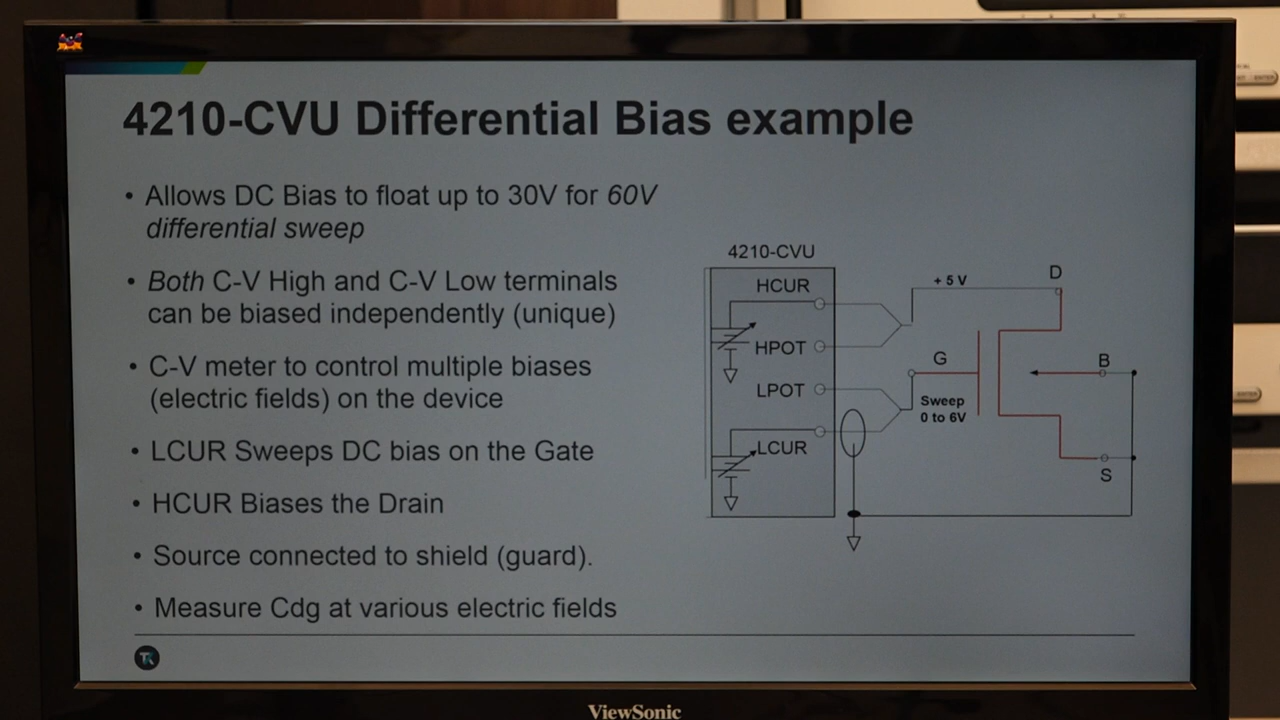 4210-CVU Differential Bias example
• Allows DC Bias to float up to 30V for 60V
differential sweep
• Both C-V High and C-V Low terminals
can be biased independently (unique)
• C-V meter to control multiple biases
(electric fields) on the device
• LCUR Sweeps DC bias on the Gate
• HCUR Biases the Drain
• Source connected to shield (guard).
• Measure Cdg at various electric fields
4210-CVU
HCUR
HPOT
LPOT
LCUR
+ 5 V
D
G
B
Sweep
0 to 6V
S
TK
ViewSonic